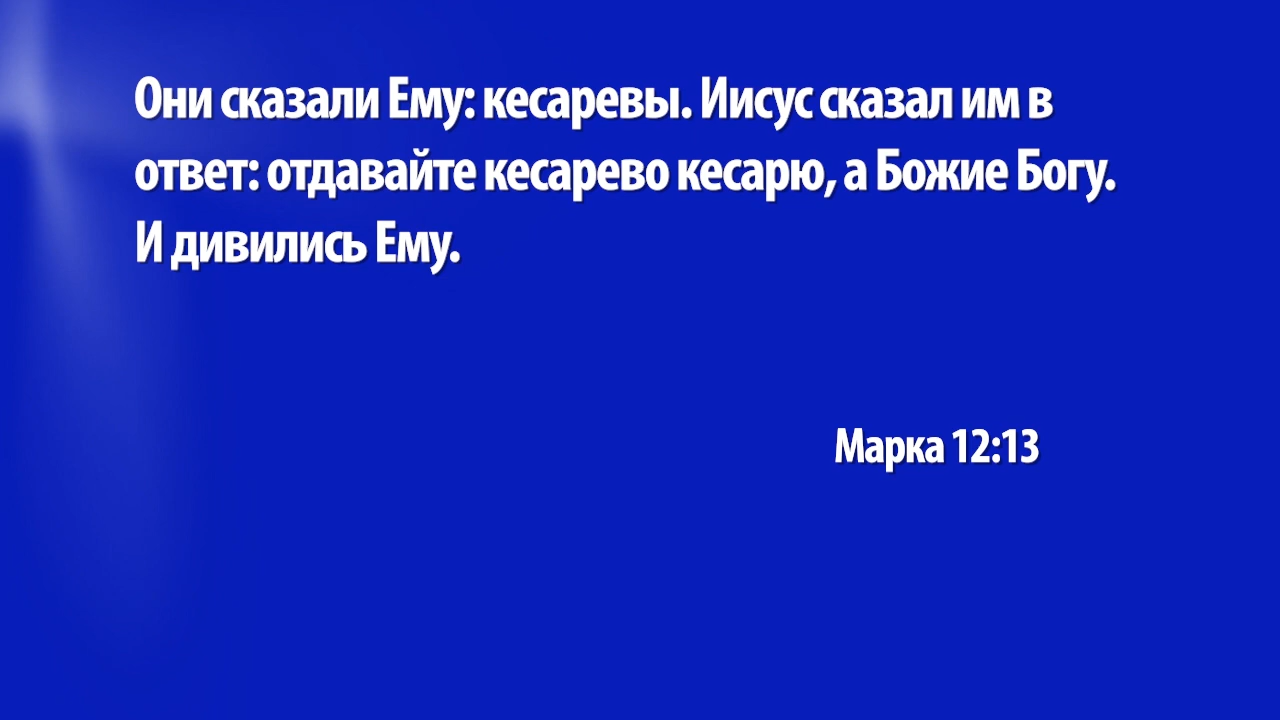 Они сказали Ему: кесаревы. Иисус сказал им в
ответ: отдавайте кесарево кесарю, а Божие Богу.
И дивились Ему.
Марка 12:13